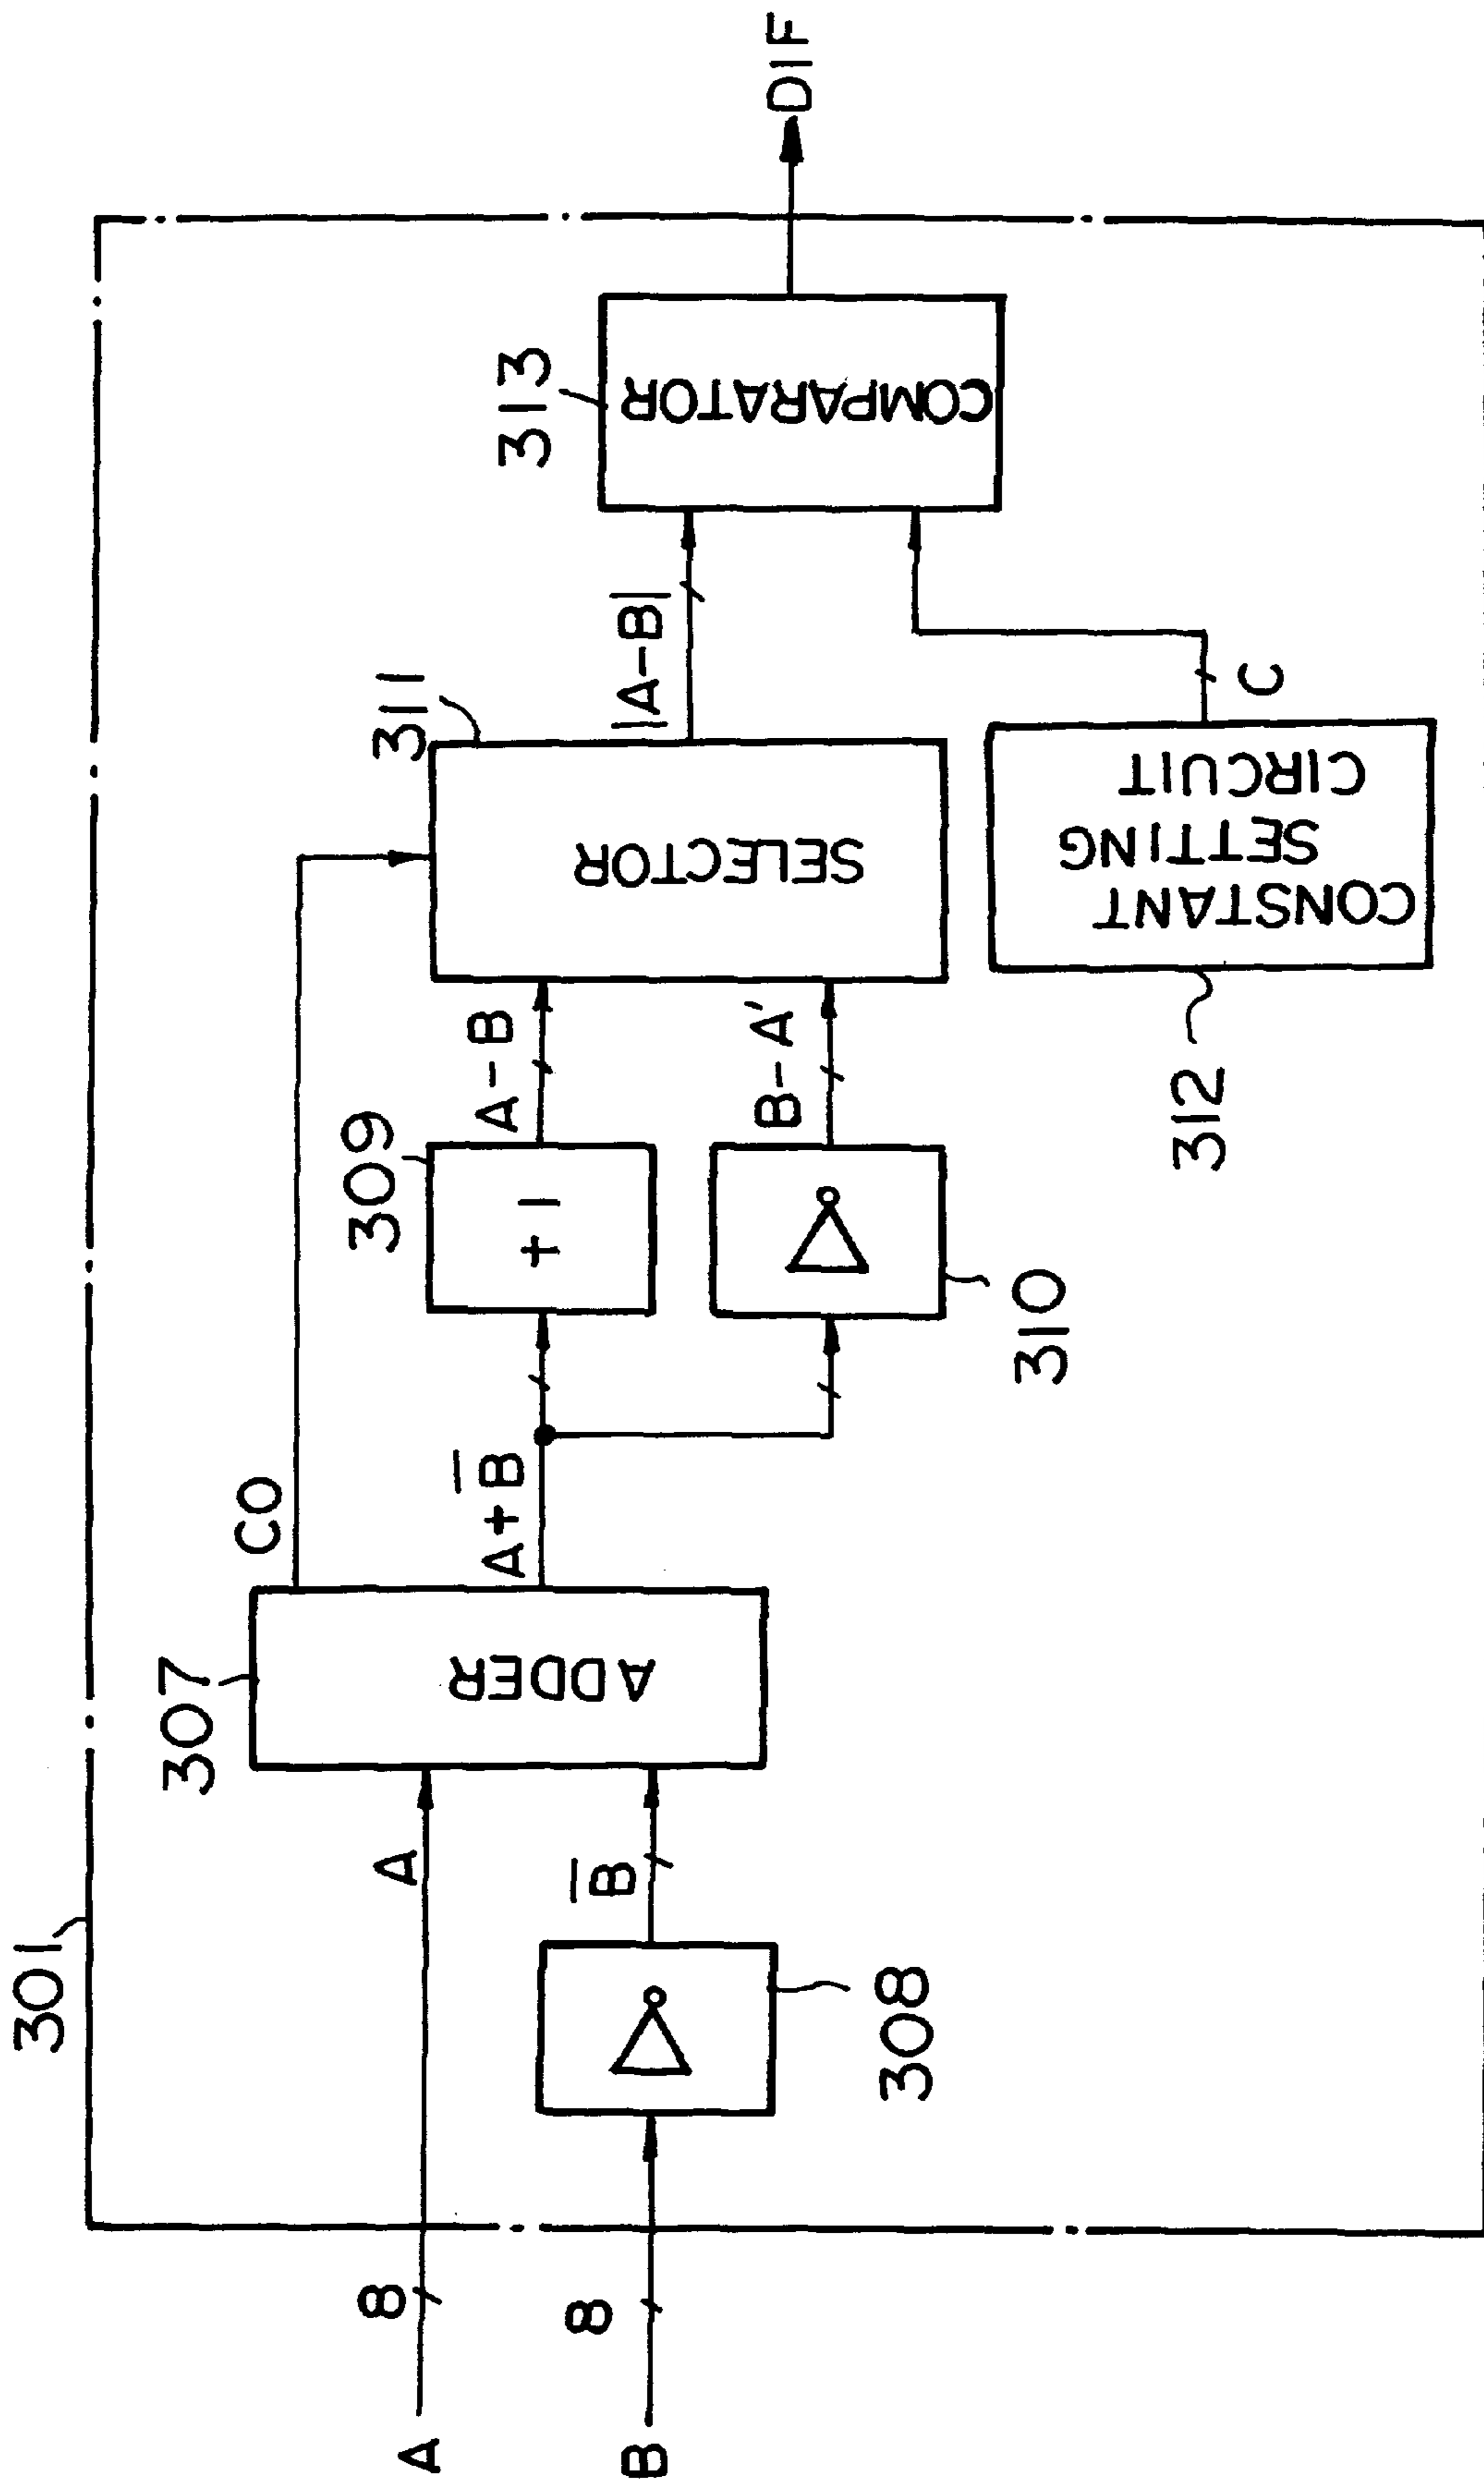 301
A
8
B
8
308
B̅
A
307
ADDER
CO
A+B̅
309
+1
310
A-B
B-A'
311
SELECTOR
|A-B|
312
CONSTANT
SETTING
CIRCUIT
C
313
COMPARATOR
DIF